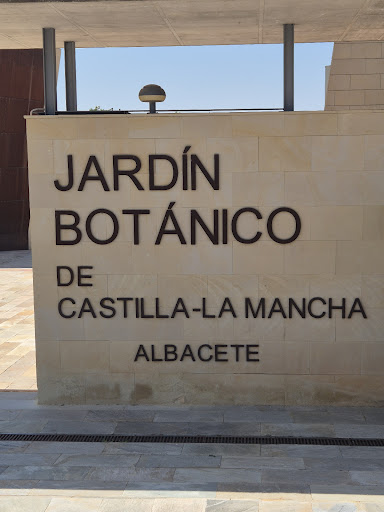 JARDÍN
BOTÁNICO
DE
CASTILLA-LA MANCHA
ALBACETE